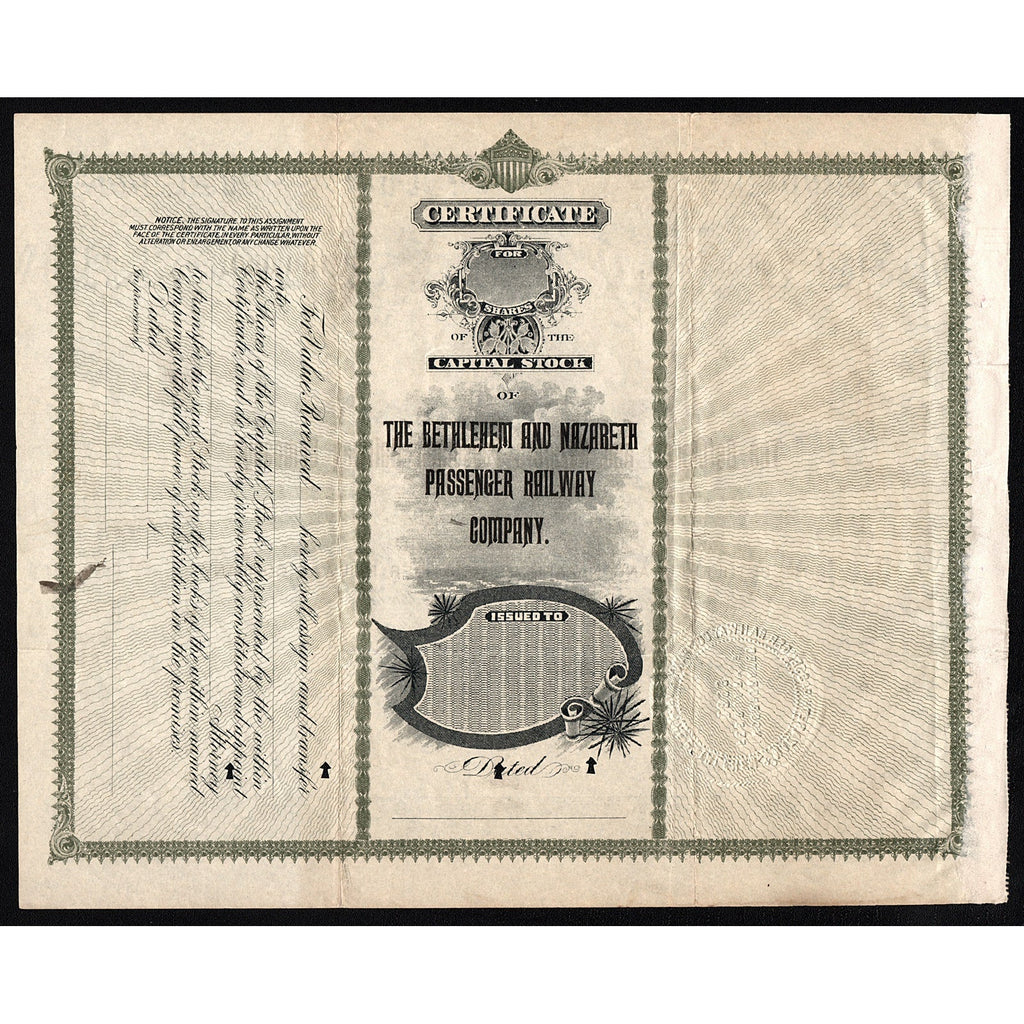 NOTICE, THE SIGNATURE TO THIS ASSIGNMENT
MUST CORRESPOND WITH THE NAME AS WRITTEN UPON THE
FACE OF THE CERTIFICATE, IN EVERY PARTICULAR, WITHOUT
ALTERATION OR ENLARGEMENT, OR ANY CHANGE WHATEVER.
For Value Received hereby sell, assign and transfer
unto
the Shares of the Capital Stock represented by the within
Certificate, and do hereby irrevocably constitute and appoint
Attorney
to transfer the said Stock on the books of the within named
Company with full power of substitution in the premises.
Dated
In presence of
CERTIFICATE
FOR
SHARES
OF THE
CAPITAL STOCK
OF
THE BETHLEHEM AND NAZARETH
PASSENGER RAILWAY
COMPANY.
ISSUED TO
Dated